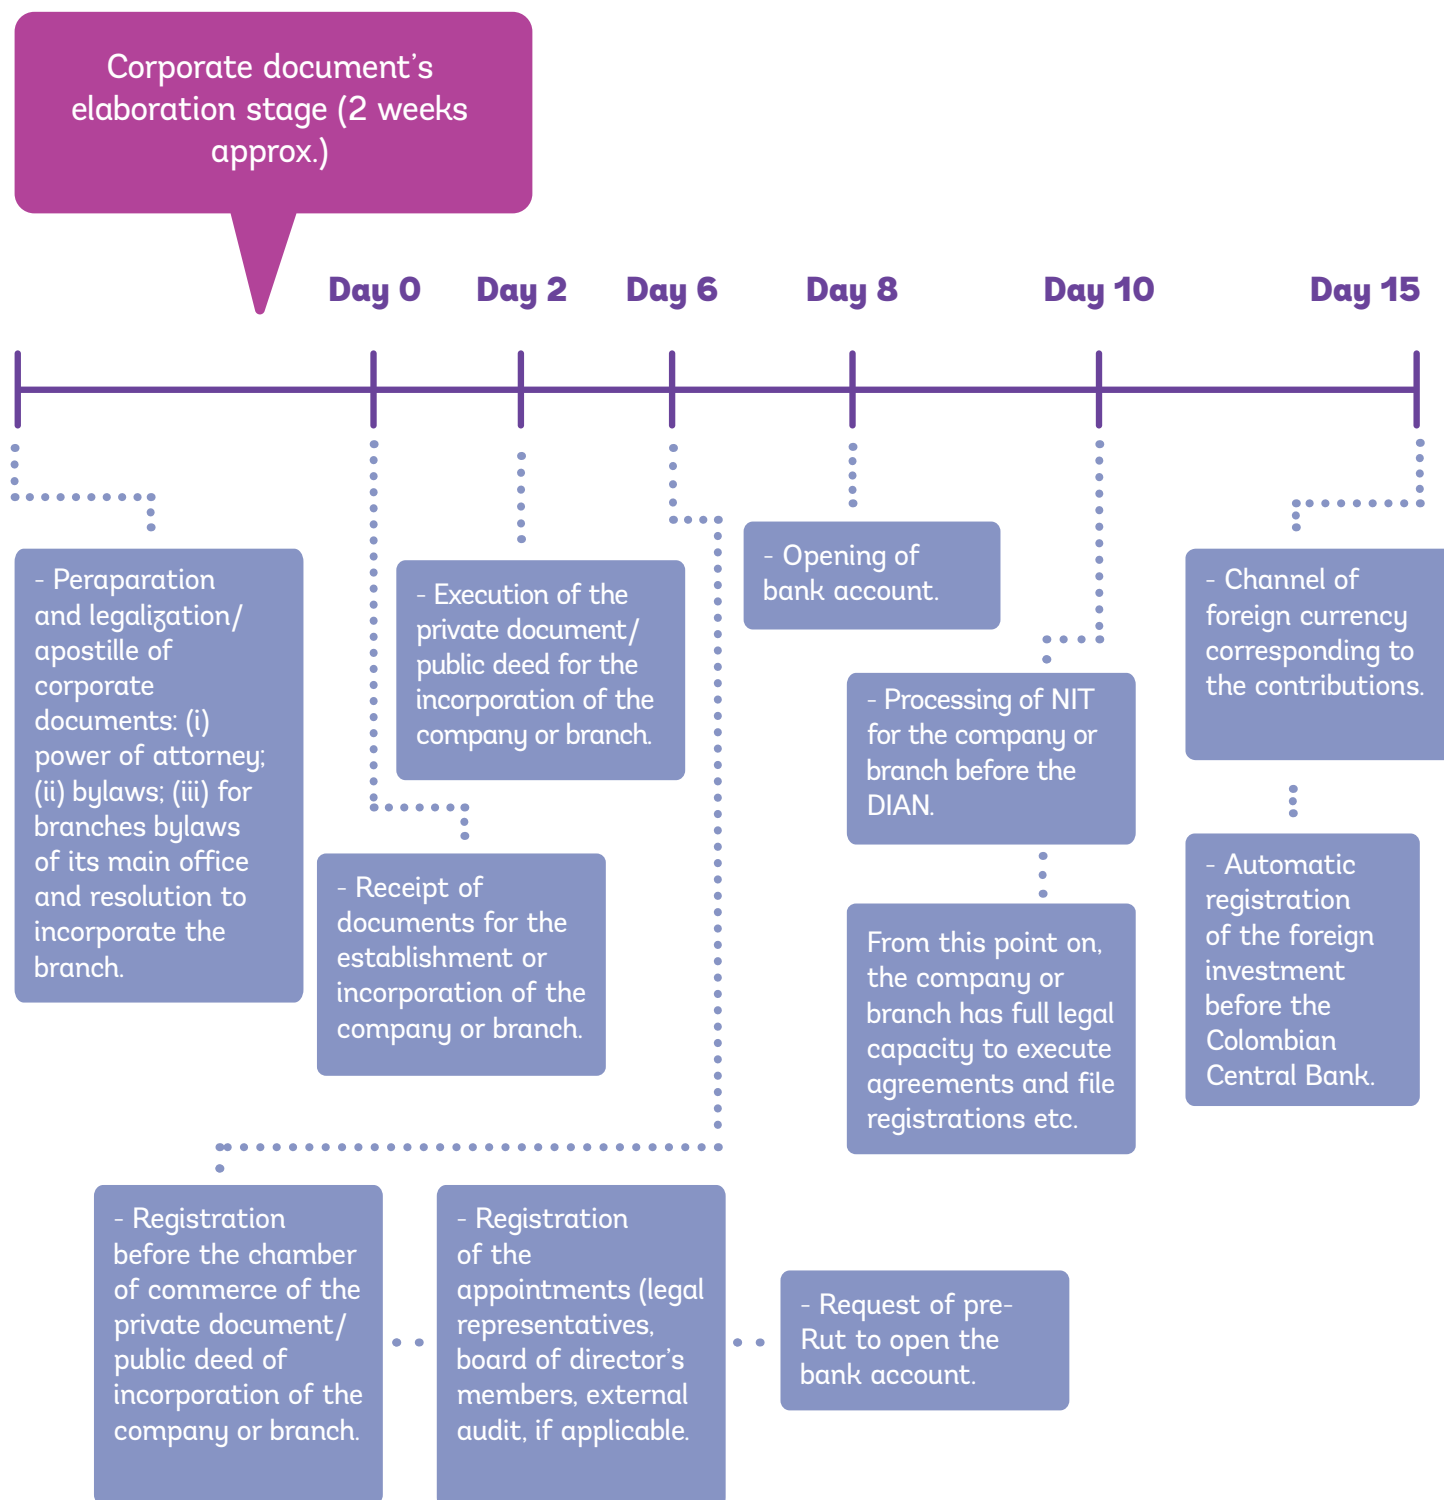 Corporate document’s
elaboration stage (2 weeks
approx.)
Day 0
Day 2
Day 6
Day 8
Day 10
Day 15
- Peraparation
and legalization/
apostille of
corporate
documents: (i)
power of attorney;
(ii) bylaws; (iii) for
branches bylaws
of its main office
and resolution to
incorporate the
branch.
- Receipt of
documents for the
establishment or
incorporation of the
company or branch.
- Execution of the
private document/
public deed for the
incorporation of the
company or branch.
- Registration
before the chamber
of commerce of the
private document/
public deed of
incorporation of the
company or branch.
- Registration
of the
appointments (legal
representatives,
board of director’s
members, external
audit, if applicable.
- Request of pre-
Rut to open the
bank account.
- Opening of
bank account.
- Processing of NIT
for the company or
branch before the
DIAN.
From this point on,
the company or
branch has full legal
capacity to execute
agreements and file
registrations etc.
- Channel of
foreign currency
corresponding to
the contributions.
- Automatic
registration
of the foreign
investment
before the
Colombian
Central Bank.